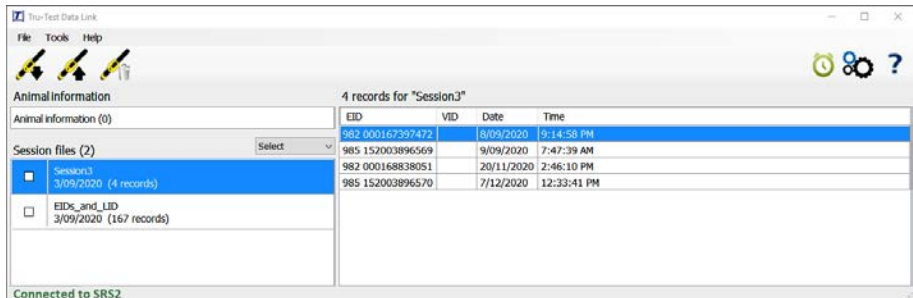 Tru-Test Data Link
File Tools Help
Animal information
Animal information (0)
Session files (2) Select
Session3
3/09/2020 (4 records)
EIDs_and_LID
3/09/2020 (167 records)
4 records for "Session3"
EID VID Date Time
982 000167397472 8/09/2020 9:14:58 PM
985 152003896569 9/09/2020 7:47:39 AM
982 000168838051 20/11/2020 2:46:10 PM
985 152003896570 7/12/2020 12:33:41 PM
Connected to SRS2